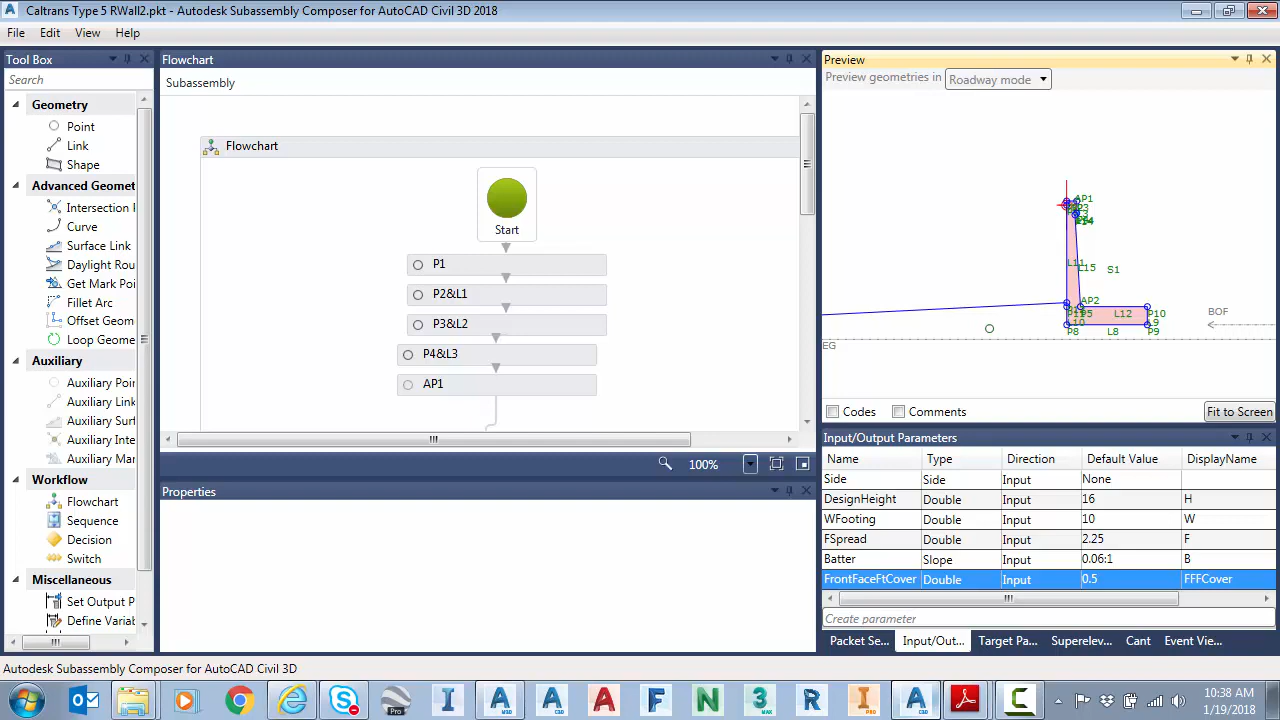 Caltrans Type 5 RWall2.pkt - Autodesk Subassembly Composer for AutoCAD Civil 3D 2018
File Edit View Help
Tool Box
Search
Geometry
Point
Link
Shape
Advanced Geomet
Intersection I
Curve
Surface Link
Daylight Rou
Get Mark Poi
Fillet Arc
Offset Geom
Loop Geome
Auxiliary
Auxiliary Poi
Auxiliary Link
Auxiliary Surf
Auxiliary Inte
Auxiliary Mar
Workflow
Flowchart
Sequence
Decision
Switch
Miscellaneous
Set Output P
Define Variab
Flowchart
Subassembly
Flowchart
Start
P1
P2&L1
P3&L2
P4&L3
AP1
100%
Properties
Preview
Preview geometries in Roadway mode
AP1
L11
L15
S1
AP2
L12
P10
L10
L9
P8
L8
P9
BOF
EG
Codes
Comments
Fit to Screen
Input/Output Parameters
Name Type Direction Default Value DisplayName
Side Side Input None
DesignHeight Double Input 16 H
WFooting Double Input 10 W
FSpread Double Input 2.25 F
Batter Slope Input 0.06:1 B
FrontFaceFtCover Double Input 0.5 FFFCover
Create parameter
Packet Se... Input/Out... Target Pa... Superelev... Cant Event Vie...
Autodesk Subassembly Composer for AutoCAD Civil 3D
10:38 AM
1/19/2018